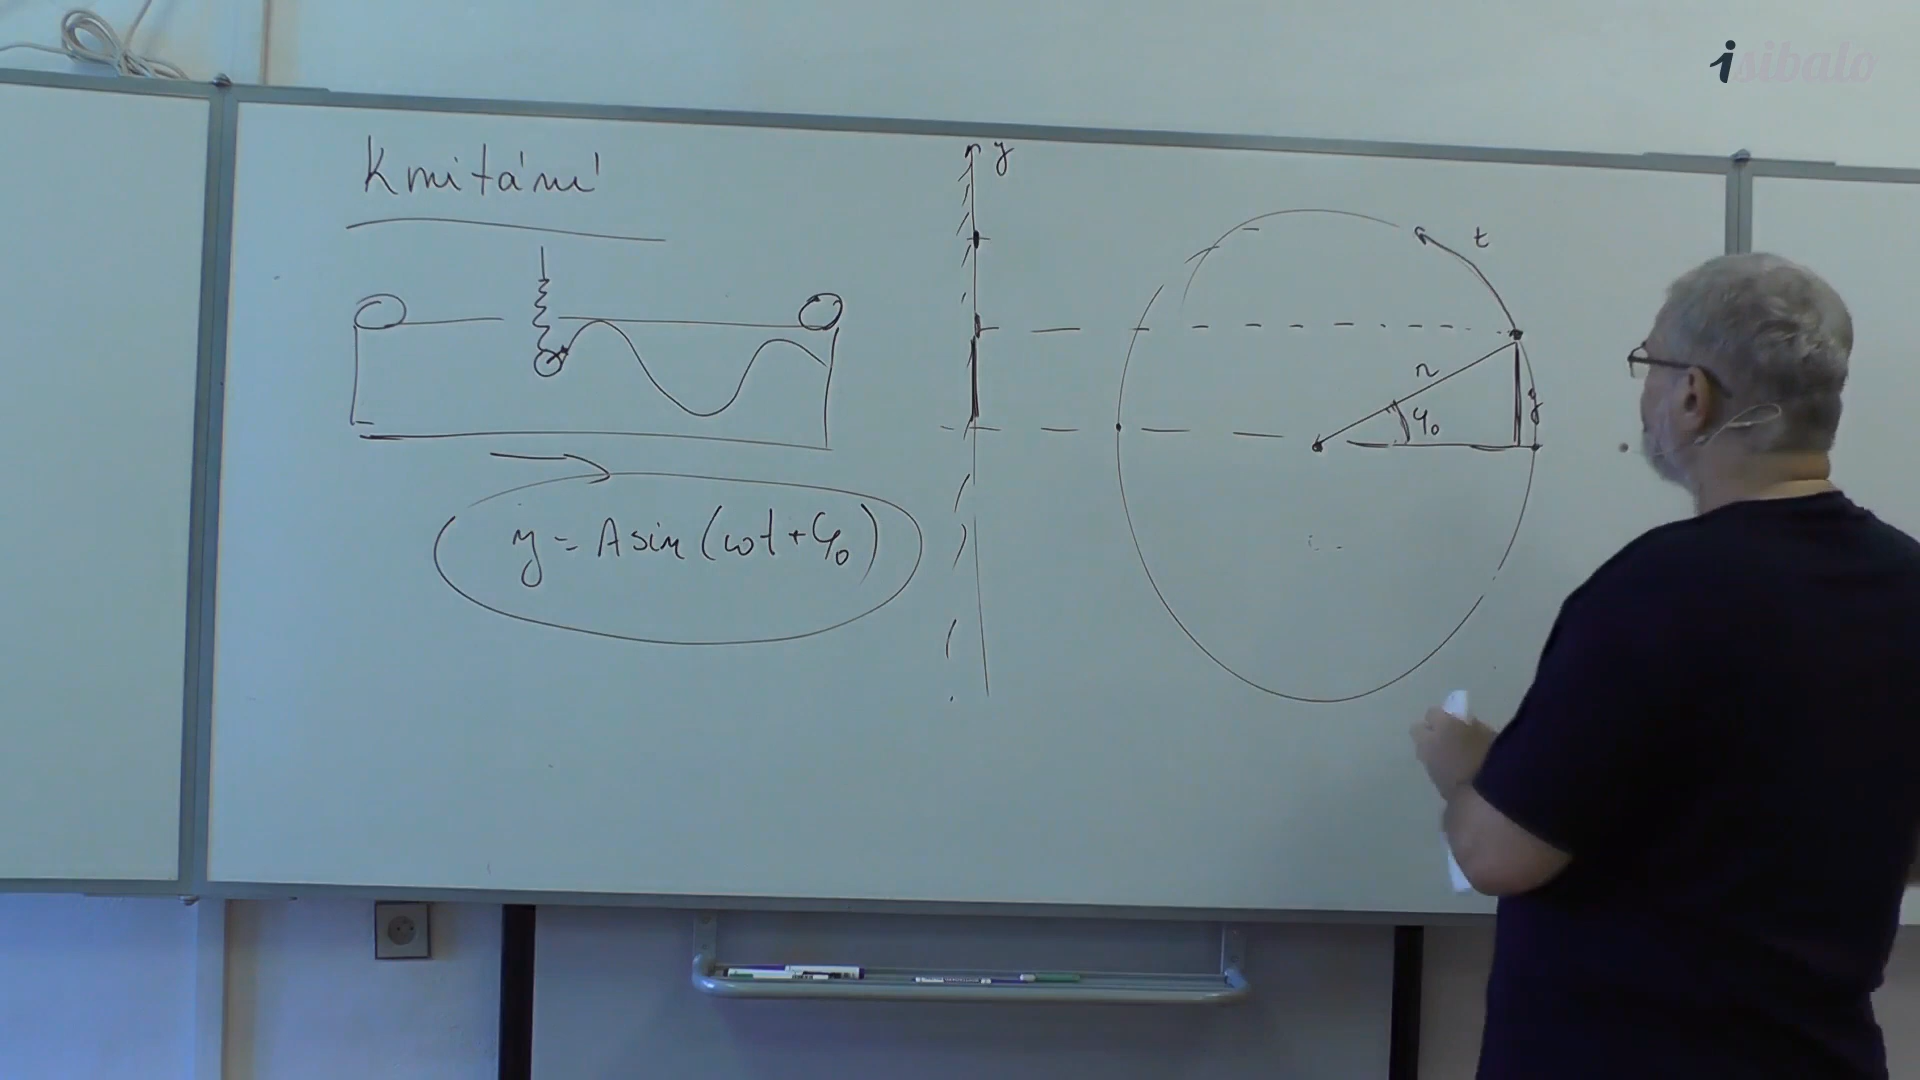 isibalo
Kmitání
y
t
r
φ₀
y
y = A sin (ωt + φ₀)